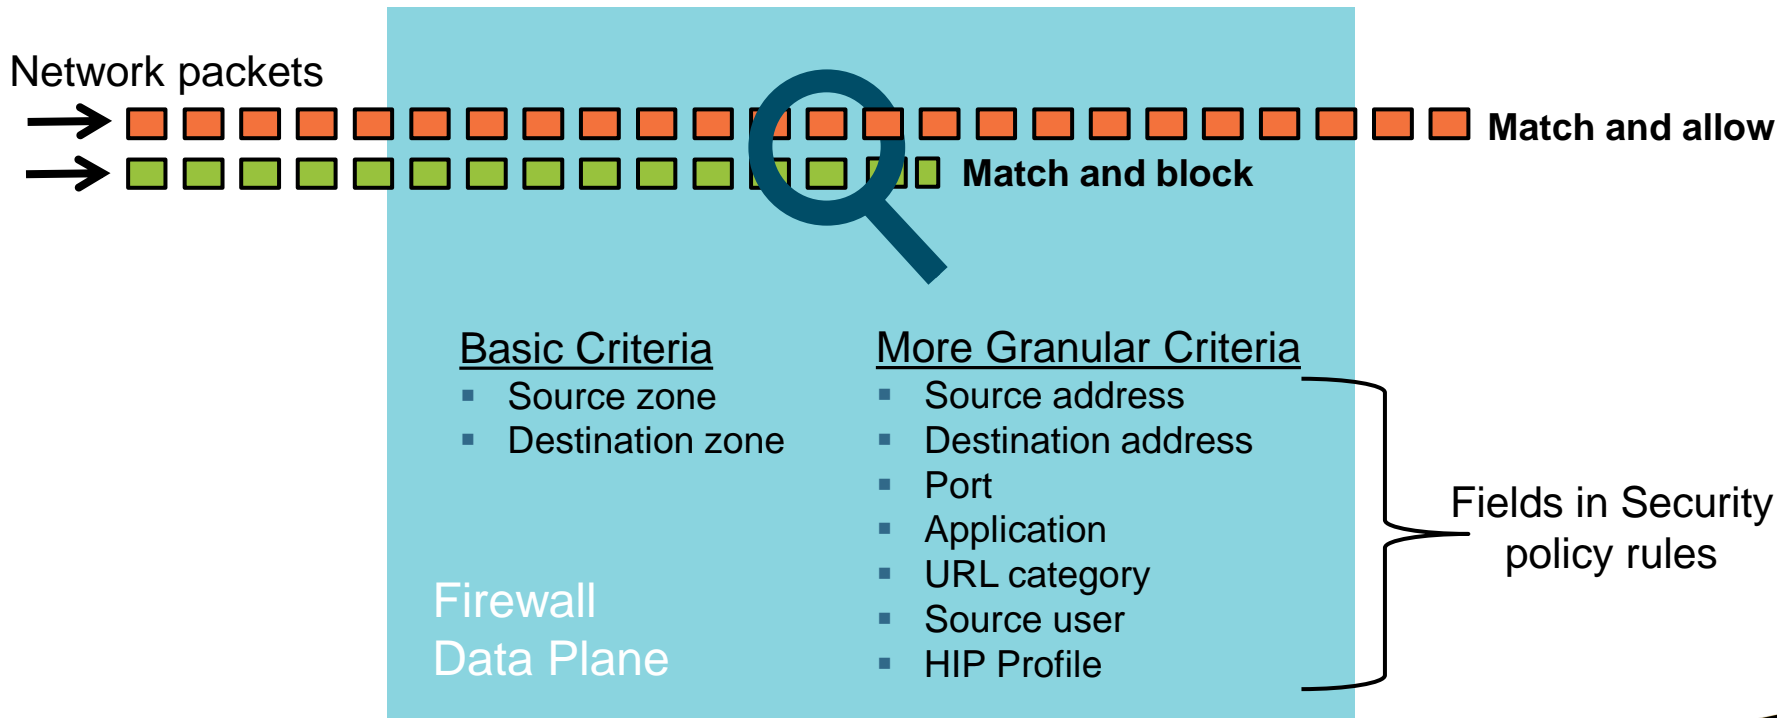 Network packets
Match and allow
Match and block
Basic Criteria
▪ Source zone
▪ Destination zone
More Granular Criteria
▪ Source address
▪ Destination address
▪ Port
▪ Application
▪ URL category
▪ Source user
▪ HIP Profile
Fields in Security
policy rules
Firewall
Data Plane